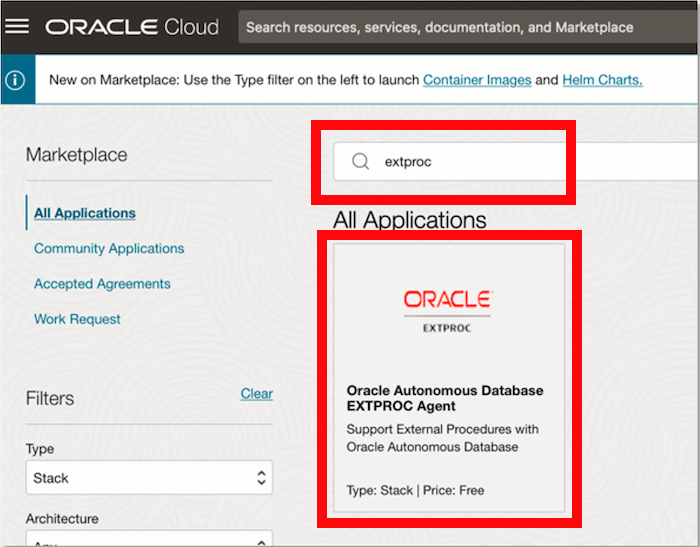 ORACLE Cloud
Search resources, services, documentation, and Marketplace
New on Marketplace: Use the Type filter on the left to launch Container Images and Helm Charts.
Marketplace
All Applications
Community Applications
Accepted Agreements
Work Request
Filters
Clear
Type
Stack
Architecture
Any
extproc
All Applications
ORACLE
EXTPROC
Oracle Autonomous Database
EXTPROC Agent
Support External Procedures with
Oracle Autonomous Database
Type: Stack | Price: Free